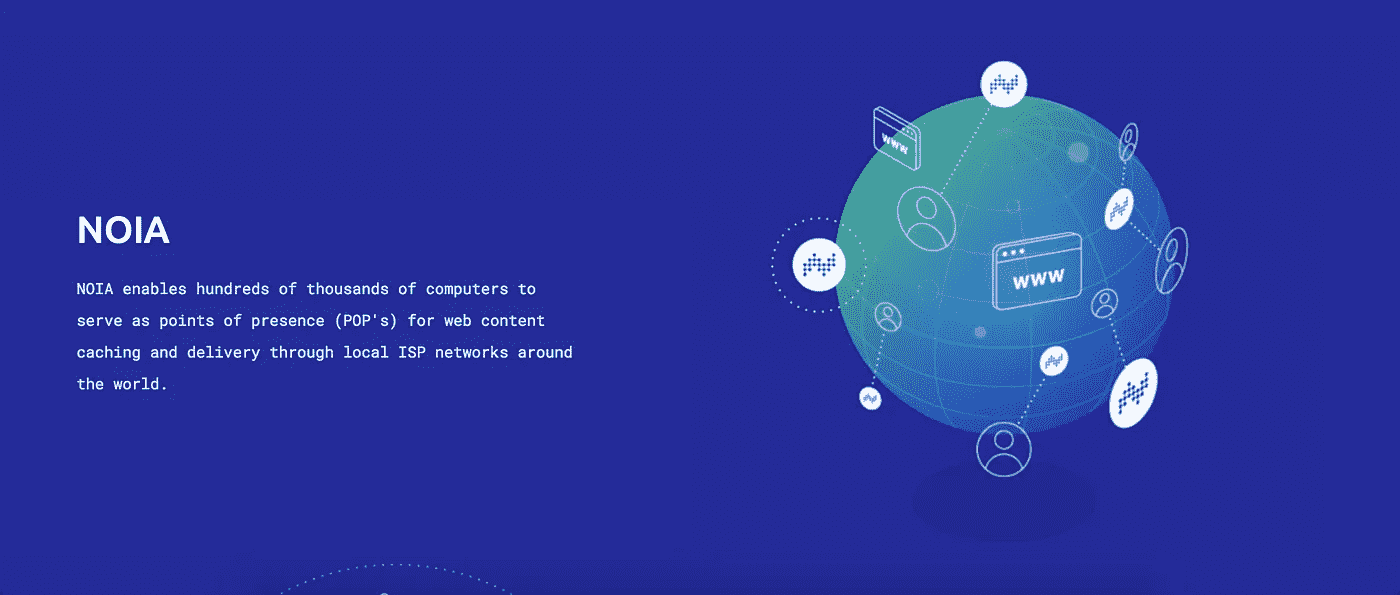 NOIA
NOIA enables hundreds of thousands of computers to
serve as points of presence (POP's) for web content
caching and delivery through local ISP networks around
the world.
www
www